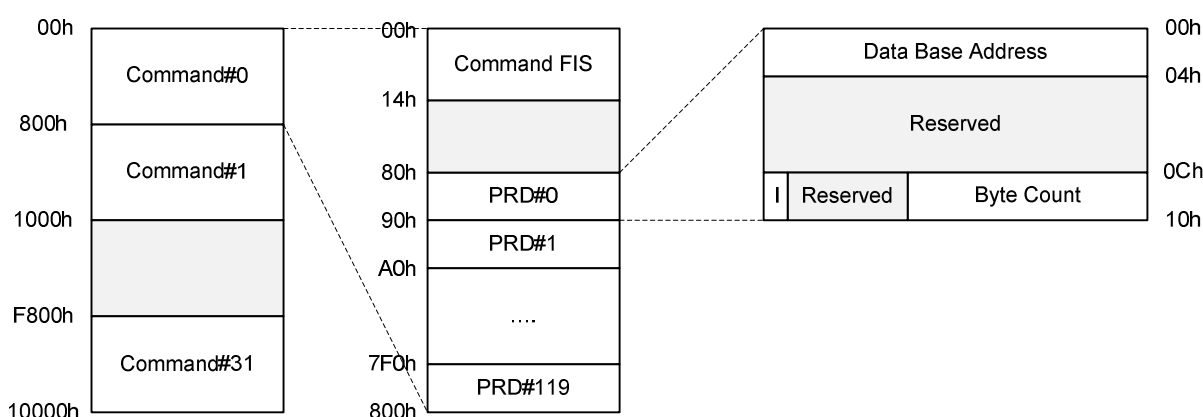 00h
Command#0
800h
Command#1
1000h
F800h
Command#31
10000h
00h
Command FIS
14h
80h
PRD#0
90h
PRD#1
A0h
....
7F0h
PRD#119
800h
00h
Data Base Address
04h
Reserved
0Ch
I Reserved Byte Count
10h